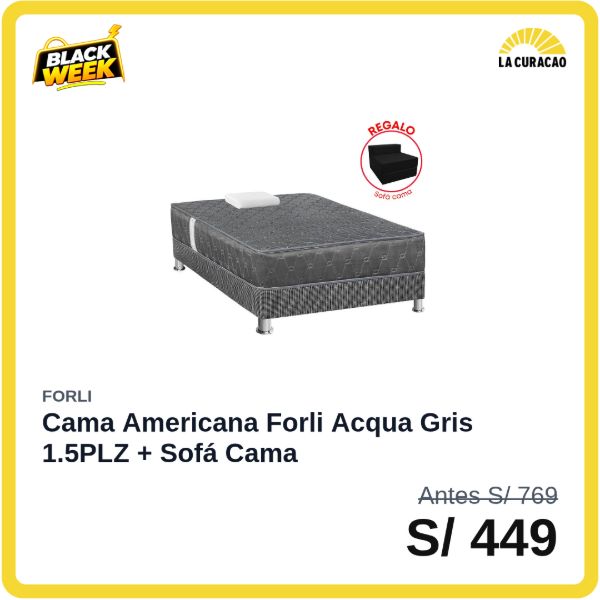 BLACK
WEEK
LA CURACAO
REGALO
Sofá cama
FORLI
Cama Americana Forli Acqua Gris
1.5PLZ + Sofá Cama
Antes S/ 769
S/ 449